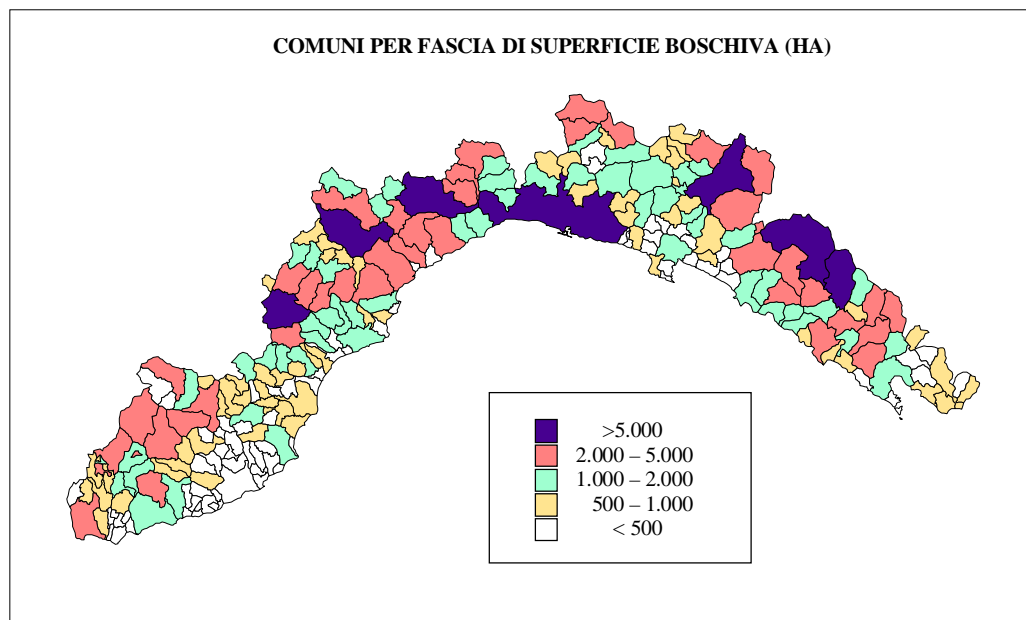 COMUNI PER FASCIA DI SUPERFICIE BOSCHIVA (HA)
>5.000
2.000 – 5.000
1.000 – 2.000
500 – 1.000
< 500